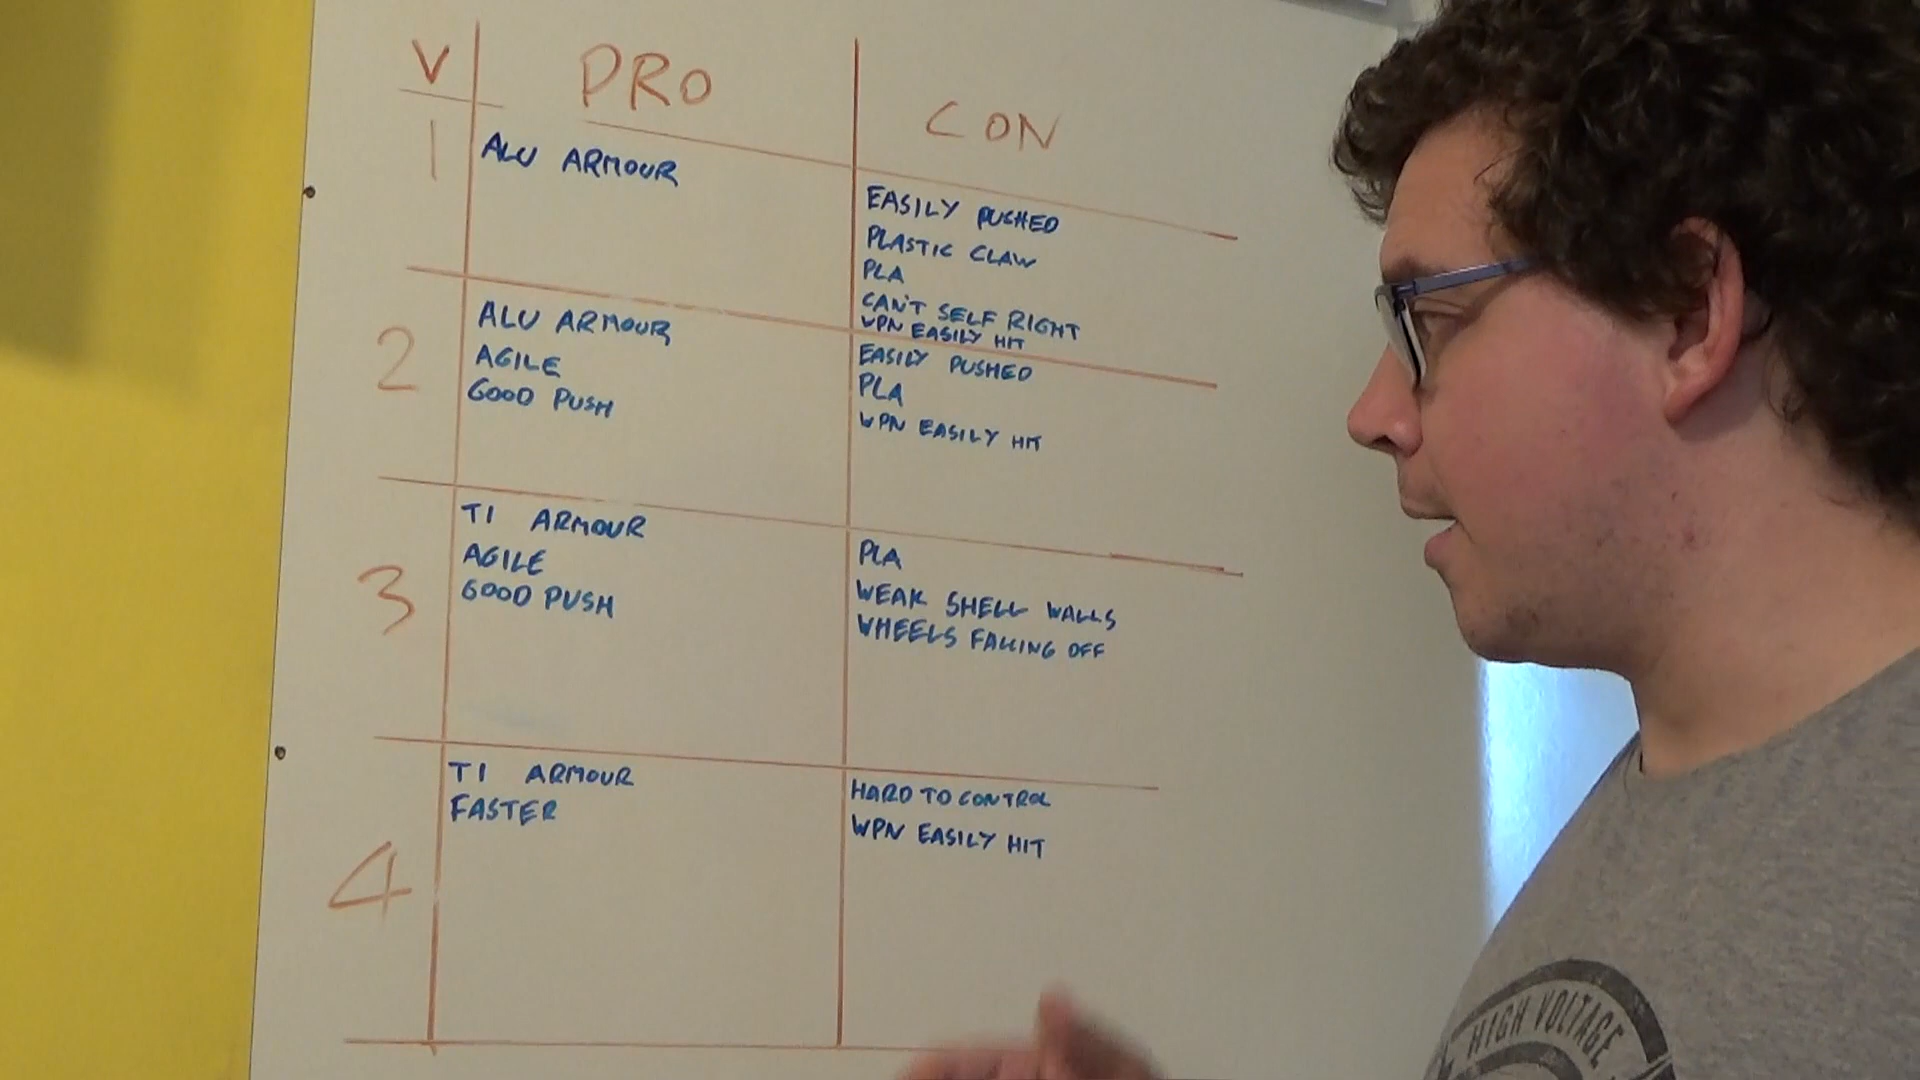 V PRO CON
1
ALU ARMOUR
EASILY PUSHED
PLASTIC CLAW
PLA
CAN'T SELF RIGHT
WPN EASILY HIT
2
ALU ARMOUR
AGILE
GOOD PUSH
EASILY PUSHED
PLA
WPN EASILY HIT
3
TI ARMOUR
AGILE
GOOD PUSH
PLA
WEAK SHELL WALLS
WHEELS FALLING OFF
4
TI ARMOUR
FASTER
HARD TO CONTROL
WPN EASILY HIT
HIGH VOLTAGE